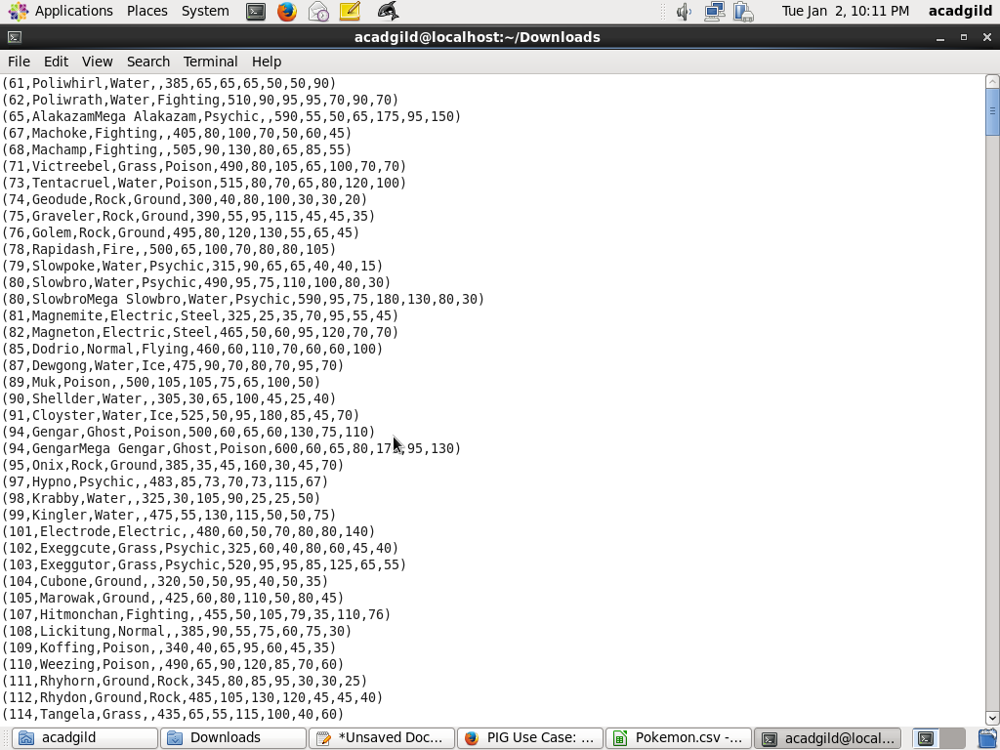 Applications Places System Tue Jan 2, 10:11 PM acadgild
acadgild@localhost:~/Downloads
File Edit View Search Terminal Help
(61,Poliwhirl,Water,,385,65,65,65,50,50,90)
(62,Poliwrath,Water,Fighting,510,90,95,95,70,90,70)
(65,AlakazamMega Alakazam,Psychic,,590,55,50,65,175,95,150)
(67,Machoke,Fighting,,405,80,100,70,50,60,45)
(68,Machamp,Fighting,,505,90,130,80,65,85,55)
(71,Victreebel,Grass,Poison,490,80,105,65,100,70,70)
(73,Tentacruel,Water,Poison,515,80,70,65,80,120,100)
(74,Geodude,Rock,Ground,300,40,80,100,30,30,20)
(75,Graveler,Rock,Ground,390,55,95,115,45,45,35)
(76,Golem,Rock,Ground,495,80,120,130,55,65,45)
(78,Rapidash,Fire,,500,65,100,70,80,80,105)
(79,Slowpoke,Water,Psychic,315,90,65,65,40,40,15)
(80,Slowbro,Water,Psychic,490,95,75,110,100,80,30)
(80,SlowbroMega Slowbro,Water,Psychic,590,95,75,180,130,80,30)
(81,Magnemite,Electric,Steel,325,25,35,70,95,55,45)
(82,Magneton,Electric,Steel,465,50,60,95,120,70,70)
(85,Dodrio,Normal,Flying,460,60,110,70,60,60,100)
(87,Dewgong,Water,Ice,475,90,70,80,70,95,70)
(89,Muk,Poison,,500,105,105,75,65,100,50)
(90,Shellder,Water,,305,30,65,100,45,25,40)
(91,Cloyster,Water,Ice,525,50,95,180,85,45,70)
(94,Gengar,Ghost,Poison,500,60,65,60,130,75,110)
(94,GengarMega Gengar,Ghost,Poison,600,60,65,80,170,95,130)
(95,Onix,Rock,Ground,385,35,45,160,30,45,70)
(97,Hypno,Psychic,,483,85,73,70,73,115,67)
(98,Krabby,Water,,325,30,105,90,25,25,50)
(99,Kingler,Water,,475,55,130,115,50,50,75)
(101,Electrode,Electric,,480,60,50,70,80,80,140)
(102,Exeggcute,Grass,Psychic,325,60,40,80,60,45,40)
(103,Exeggutor,Grass,Psychic,520,95,95,85,125,65,55)
(104,Cubone,Ground,,320,50,50,95,40,50,35)
(105,Marowak,Ground,,425,60,80,110,50,80,45)
(107,Hitmonchan,Fighting,,455,50,105,79,35,110,76)
(108,Lickitung,Normal,,385,90,55,75,60,75,30)
(109,Koffing,Poison,,340,40,65,95,60,45,35)
(110,Weezing,Poison,,490,65,90,120,85,70,60)
(111,Rhyhorn,Ground,Rock,345,80,85,95,30,30,25)
(112,Rhydon,Ground,Rock,485,105,130,120,45,45,40)
(114,Tangela,Grass,,435,65,55,115,100,40,60)
acadgild Downloads *Unsaved Doc... PIG Use Case: ... Pokemon.csv -... acadgild@local...